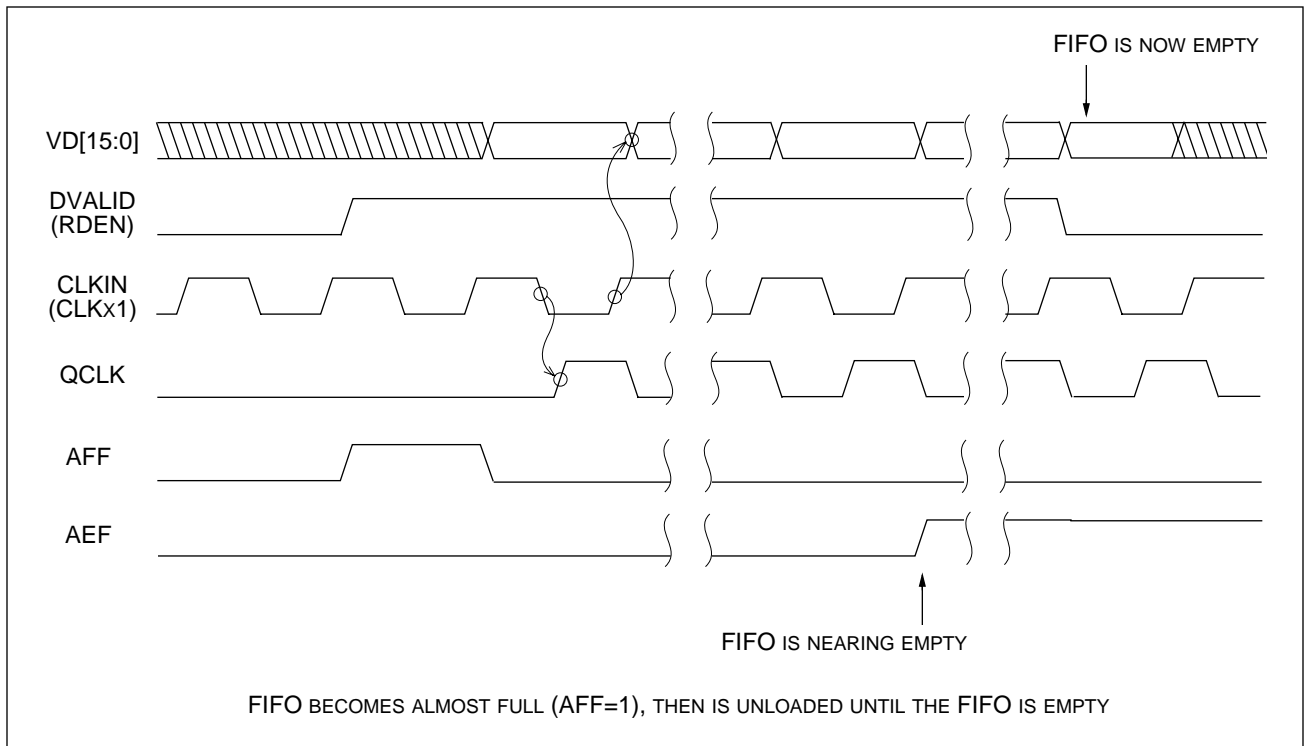 FIFO IS NOW EMPTY
VD[15:0]
DVALID
(RDEN)
CLKIN
(CLKX1)
QCLK
AFF
AEF
FIFO IS NEARING EMPTY
FIFO BECOMES ALMOST FULL (AFF=1), THEN IS UNLOADED UNTIL THE FIFO IS EMPTY